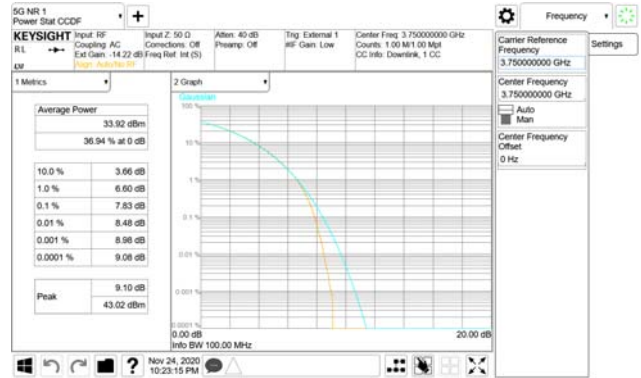 5G NR 1
Power Stat CCDF
Frequency
KEYSIGHT
Input: RF
Coupling: AC
Ext Gain: -14.22 dB
Align: Auto/No RF
Input Z: 50 Ω
Corrections: Off
Freq Ref: Int (S)
Atten: 40 dB
Preamp: Off
Trig: External 1
#IF Gain: Low
Center Freq: 3.750000000 GHz
Counts: 1.00 M/1.00 Mpt
CC Info: Downlink, 1 CC
RL
Carrier Reference
Frequency
3.750000000 GHz
Settings
Center Frequency
3.750000000 GHz
Auto
Man
Center Frequency
Offset
0 Hz
1 Metrics
Average Power
33.92 dBm
36.94 % at 0 dB
10.0 % 3.66 dB
1.0 % 6.60 dB
0.1 % 7.83 dB
0.01 % 8.48 dB
0.001 % 8.98 dB
0.0001 % 9.08 dB
Peak
9.10 dB
43.02 dBm
2 Graph
Gaussian
100 %
10 %
1 %
0.1 %
0.01 %
0.001 %
0.0001 %
0.00 dB
20.00 dB
Info BW 100.00 MHz
Nov 24, 2020
10:23:15 PM